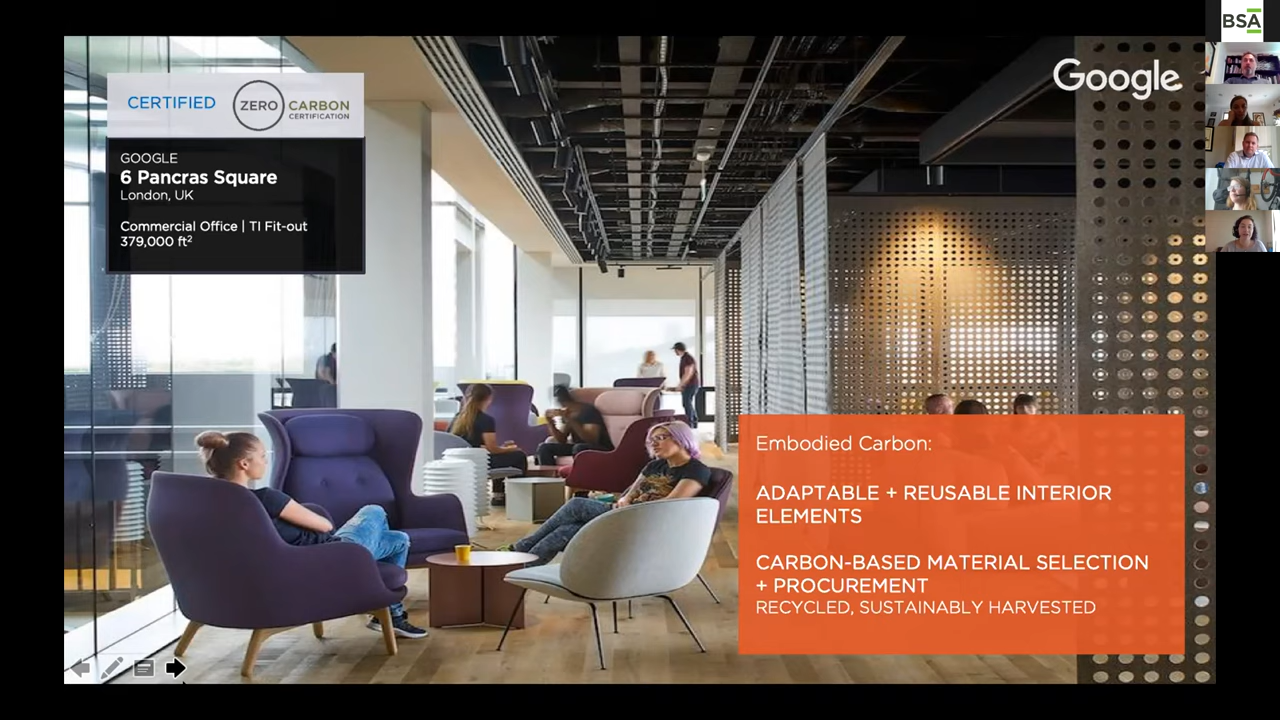 BSA
CERTIFIED
ZERO CARBON
CERTIFICATION
Google
GOOGLE
6 Pancras Square
London, UK
Commercial Office | TI Fit-out
379,000 ft²
Embodied Carbon:
ADAPTABLE + REUSABLE INTERIOR
ELEMENTS
CARBON-BASED MATERIAL SELECTION
+ PROCUREMENT
RECYCLED, SUSTAINABLY HARVESTED